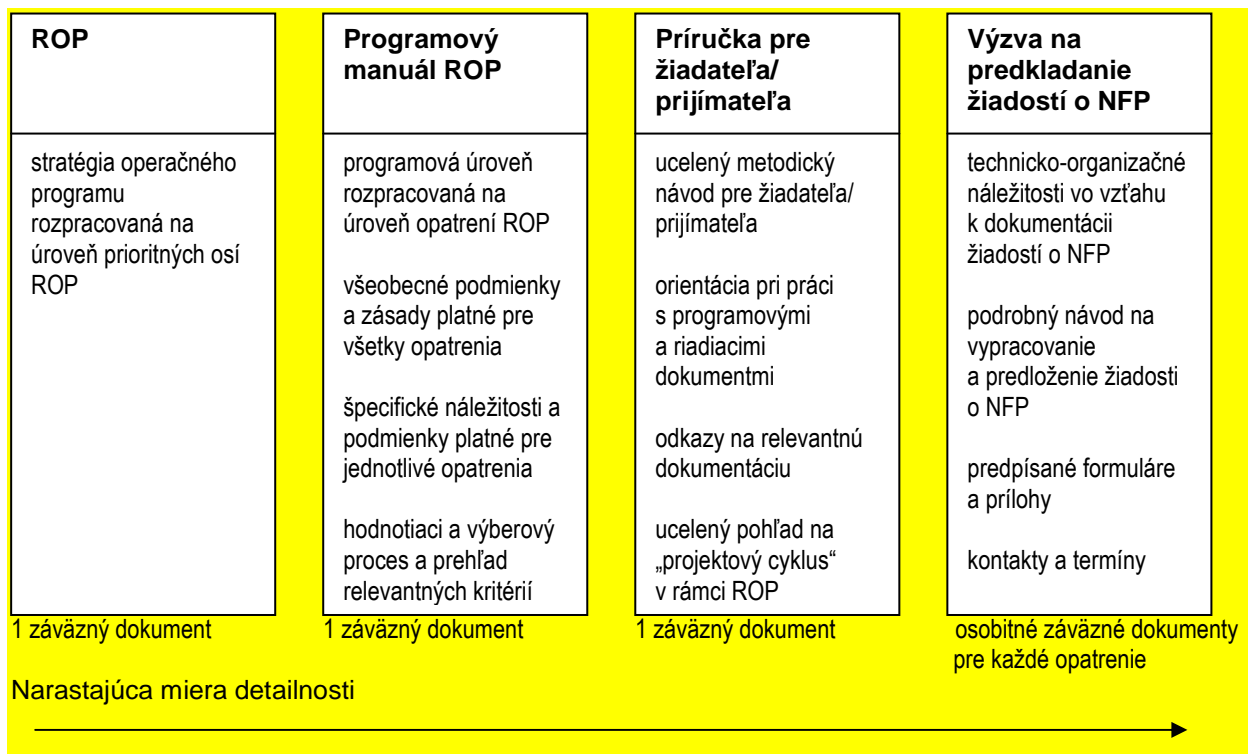 ROP
stratégia operačného
programu
rozpracovaná na
úroveň prioritných osí
ROP
1 záväzný dokument
Programový
manuál ROP
programová úroveň
rozpracovaná na
úroveň opatrení ROP
všeobecné podmienky
a zásady platné pre
všetky opatrenia
špecifické náležitosti a
podmienky platné pre
jednotlivé opatrenia
hodnotiaci a výberový
proces a prehľad
relevantných kritérií
1 záväzný dokument
Príručka pre
žiadateľa/
prijímateľa
ucelený metodický
návod pre žiadateľa/
prijímateľa
orientácia pri práci
s programovými
a riadiacimi
dokumentmi
odkazy na relevantnú
dokumentáciu
ucelený pohľad na
„projektový cyklus“
v rámci ROP
1 záväzný dokument
Výzva na
predkladanie
žiadostí o NFP
technicko-organizačné
náležitosti vo vzťahu
k dokumentácii
žiadostí o NFP
podrobný návod na
vypracovanie
a predloženie žiadosti
o NFP
predpísané formuláre
a prílohy
kontakty a termíny
osobitné záväzné dokumenty
pre každé opatrenie
Narastajúca miera detailnosti